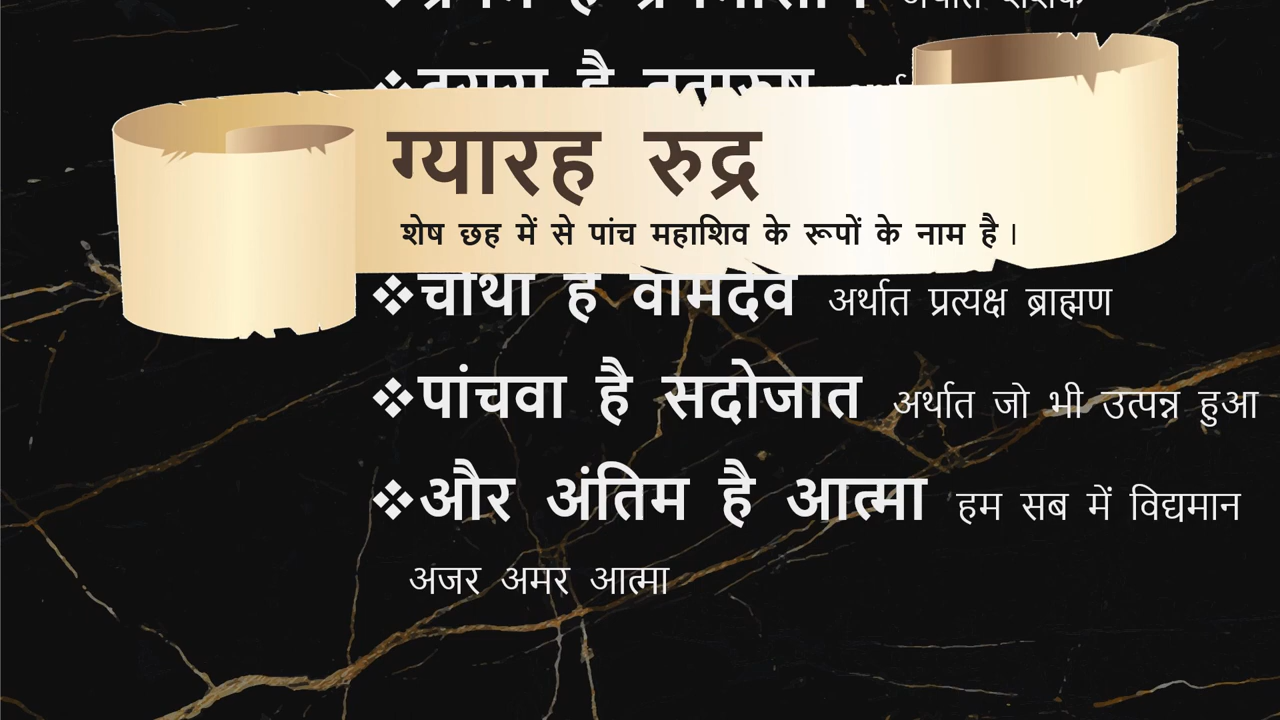 है
ग्यारह रुद्र
शेष छह में से पांच महाशिव के रूपों के नाम है।
❖चौथा है वामदेव अर्थात प्रत्यक्ष ब्राह्मण
❖पांचवा है सदोजात अर्थात जो भी उत्पन्न हुआ
❖और अंतिम है आत्मा हम सब में विद्यमान
अजर अमर आत्मा